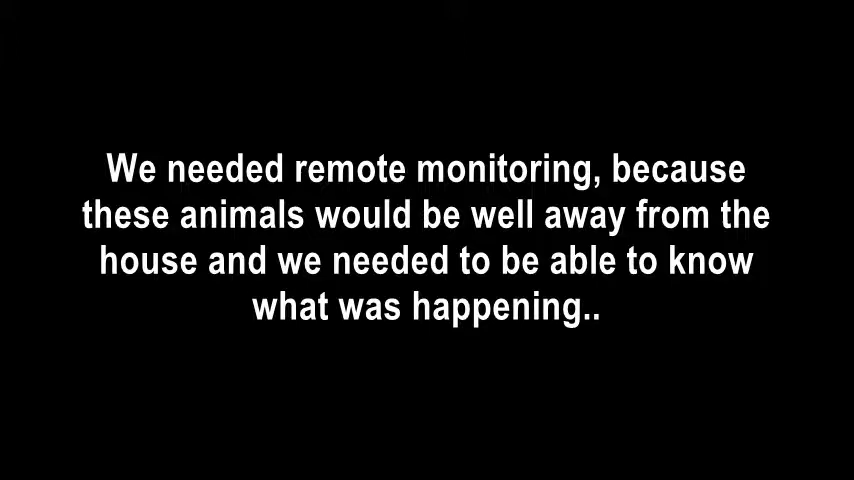 We needed remote monitoring, because
these animals would be well away from the
house and we needed to be able to know
what was happening..